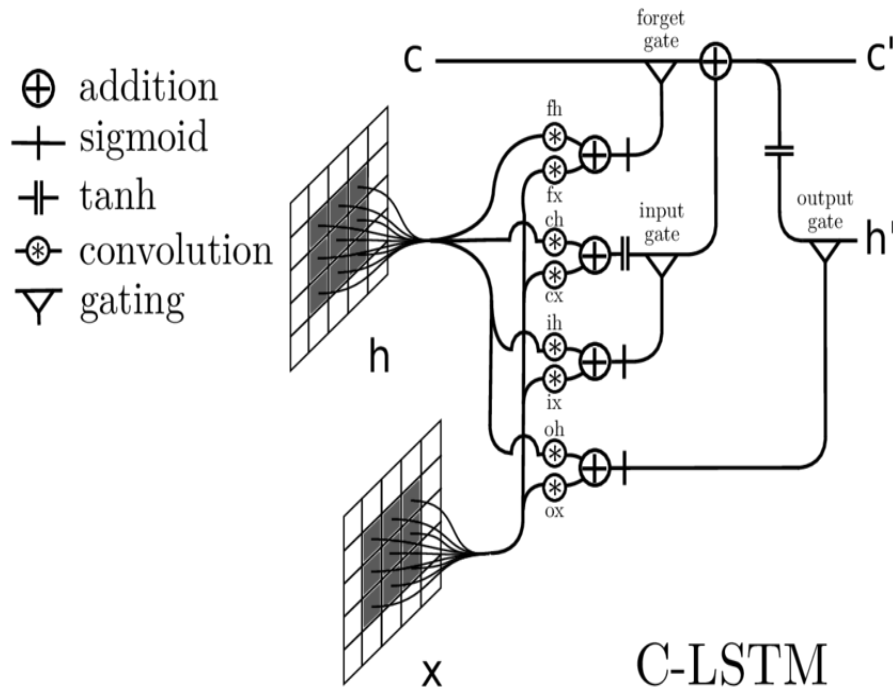 addition
sigmoid
tanh
convolution
gating
h
x
c
forget
gate
c'
fh
fx
ch
cx
input
gate
ih
ix
oh
ox
output
gate
h'
C-LSTM